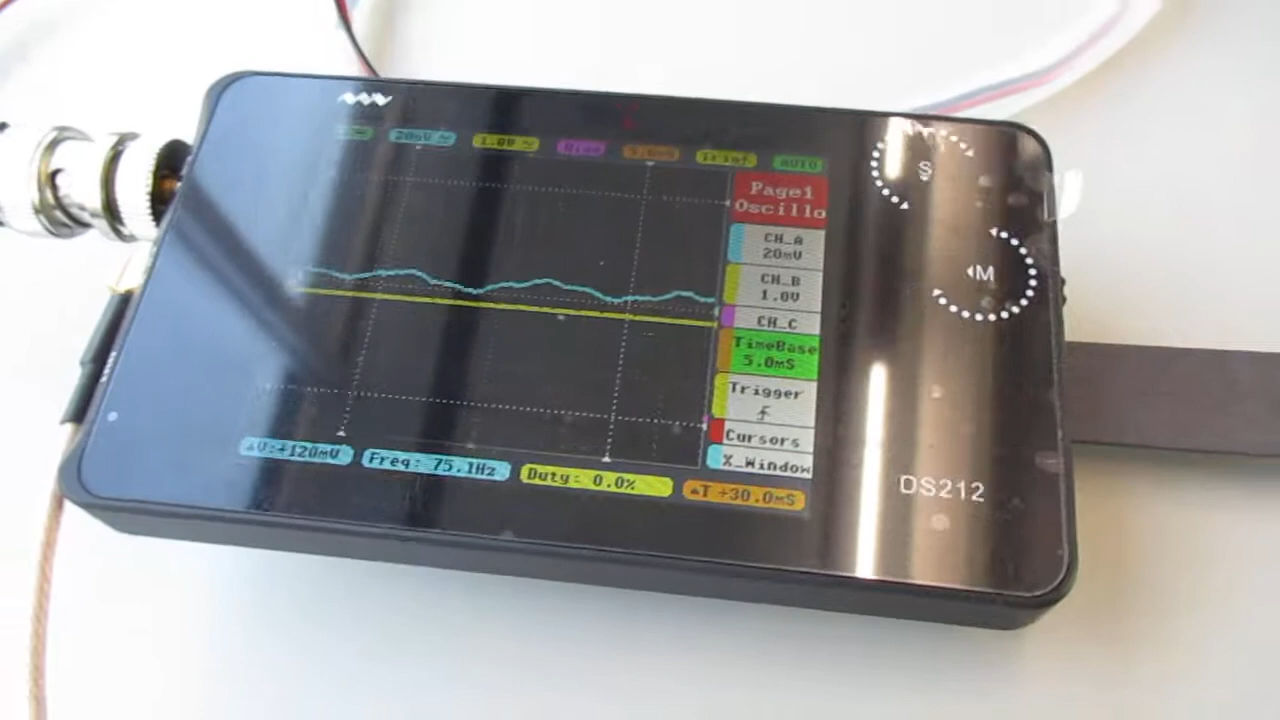 20mV
1.0V
AUTO
S
Page1
Oscillo
CH_A
20mV
CH_B
1.0V
CH_C
TimeBase
5.0mS
Trigger
Cursors
X_Window
M
ΔV:+120mV
Freq: 75.1Hz
Duty: 0.0%
ΔT +30.0mS
DS212